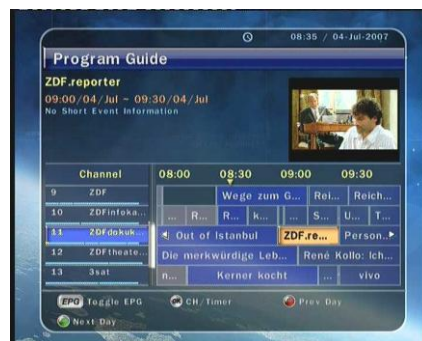 08:35 / 04-Jul-2007
Program Guide
ZDF.reporter
09:00/04/Jul – 09:30/04/Jul
No Short Event Information
Channel 08:00 08:30 09:00 09:30
9 ZDF Wege zum G... Rei... Reich...
10 ZDFinfoka... ... R... R... k... ... S... U... T...
11 ZDFdokuk... Out of Istanbul ZDF.re... Person..
12 ZDFtheate... Die merkwürdige Leb... René Kollo: Ich...
13 3sat n... Kerner kocht ... vivo
EPG Toggle EPG OK CH/Timer Prev Day
Next Day